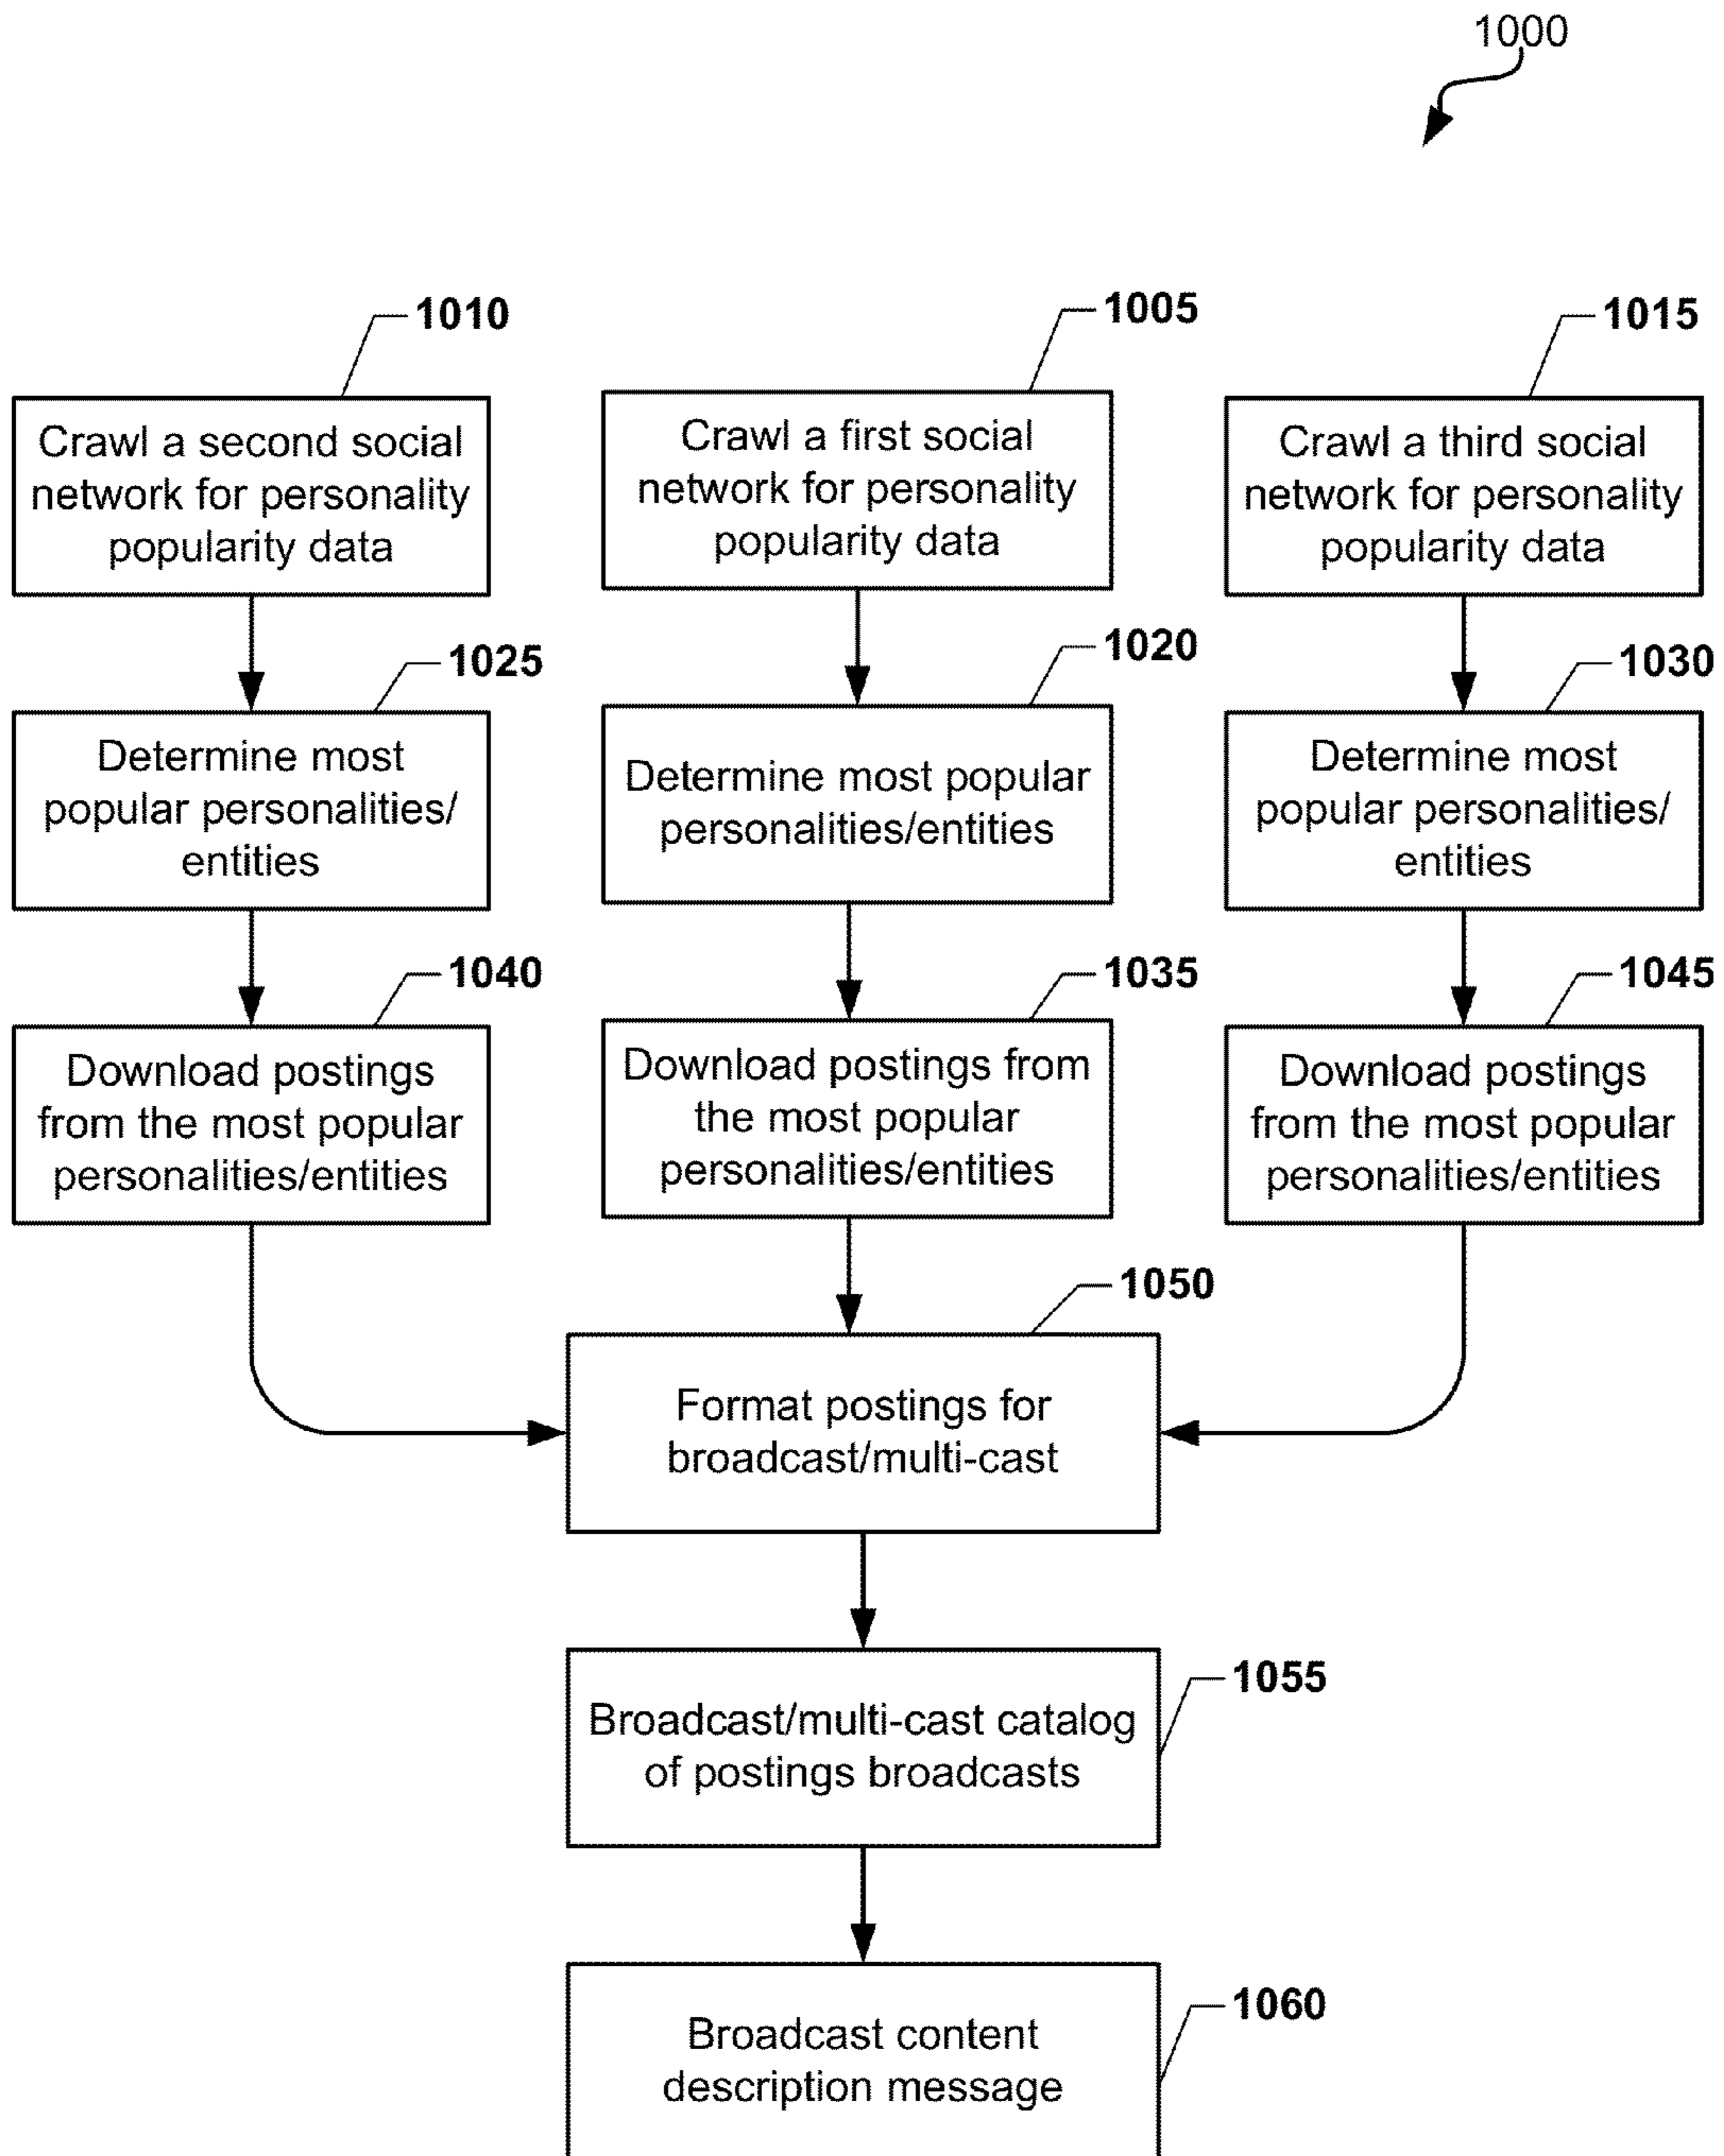 1000
1010
Crawl a second social
network for personality
popularity data
1005
Crawl a first social
network for personality
popularity data
1015
Crawl a third social
network for personality
popularity data
1025
Determine most
popular personalities/
entities
1020
Determine most popular
personalities/entities
1030
Determine most
popular personalities/
entities
1040
Download postings
from the most popular
personalities/entities
1035
Download postings from
the most popular
personalities/entities
1045
Download postings
from the most popular
personalities/entities
1050
Format postings for
broadcast/multi-cast
1055
Broadcast/multi-cast catalog
of postings broadcasts
1060
Broadcast content
description message